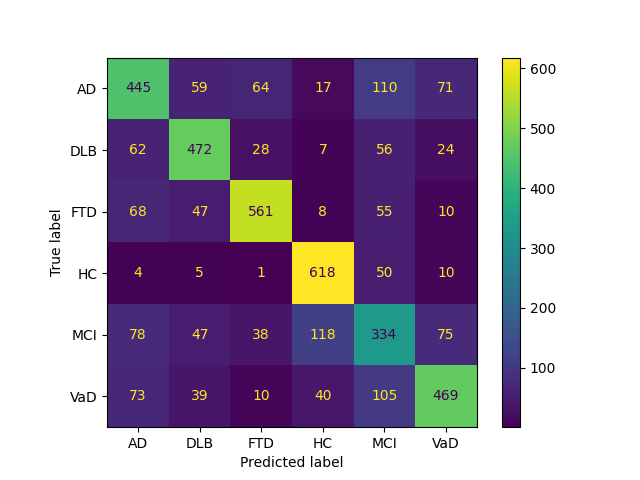 AD 445 59 64 17 110 71
DLB 62 472 28 7 56 24
FTD 68 47 561 8 55 10
HC 4 5 1 618 50 10
MCI 78 47 38 118 334 75
VaD 73 39 10 40 105 469
AD DLB FTD HC MCI VaD
Predicted label
True label
600
500
400
300
200
100